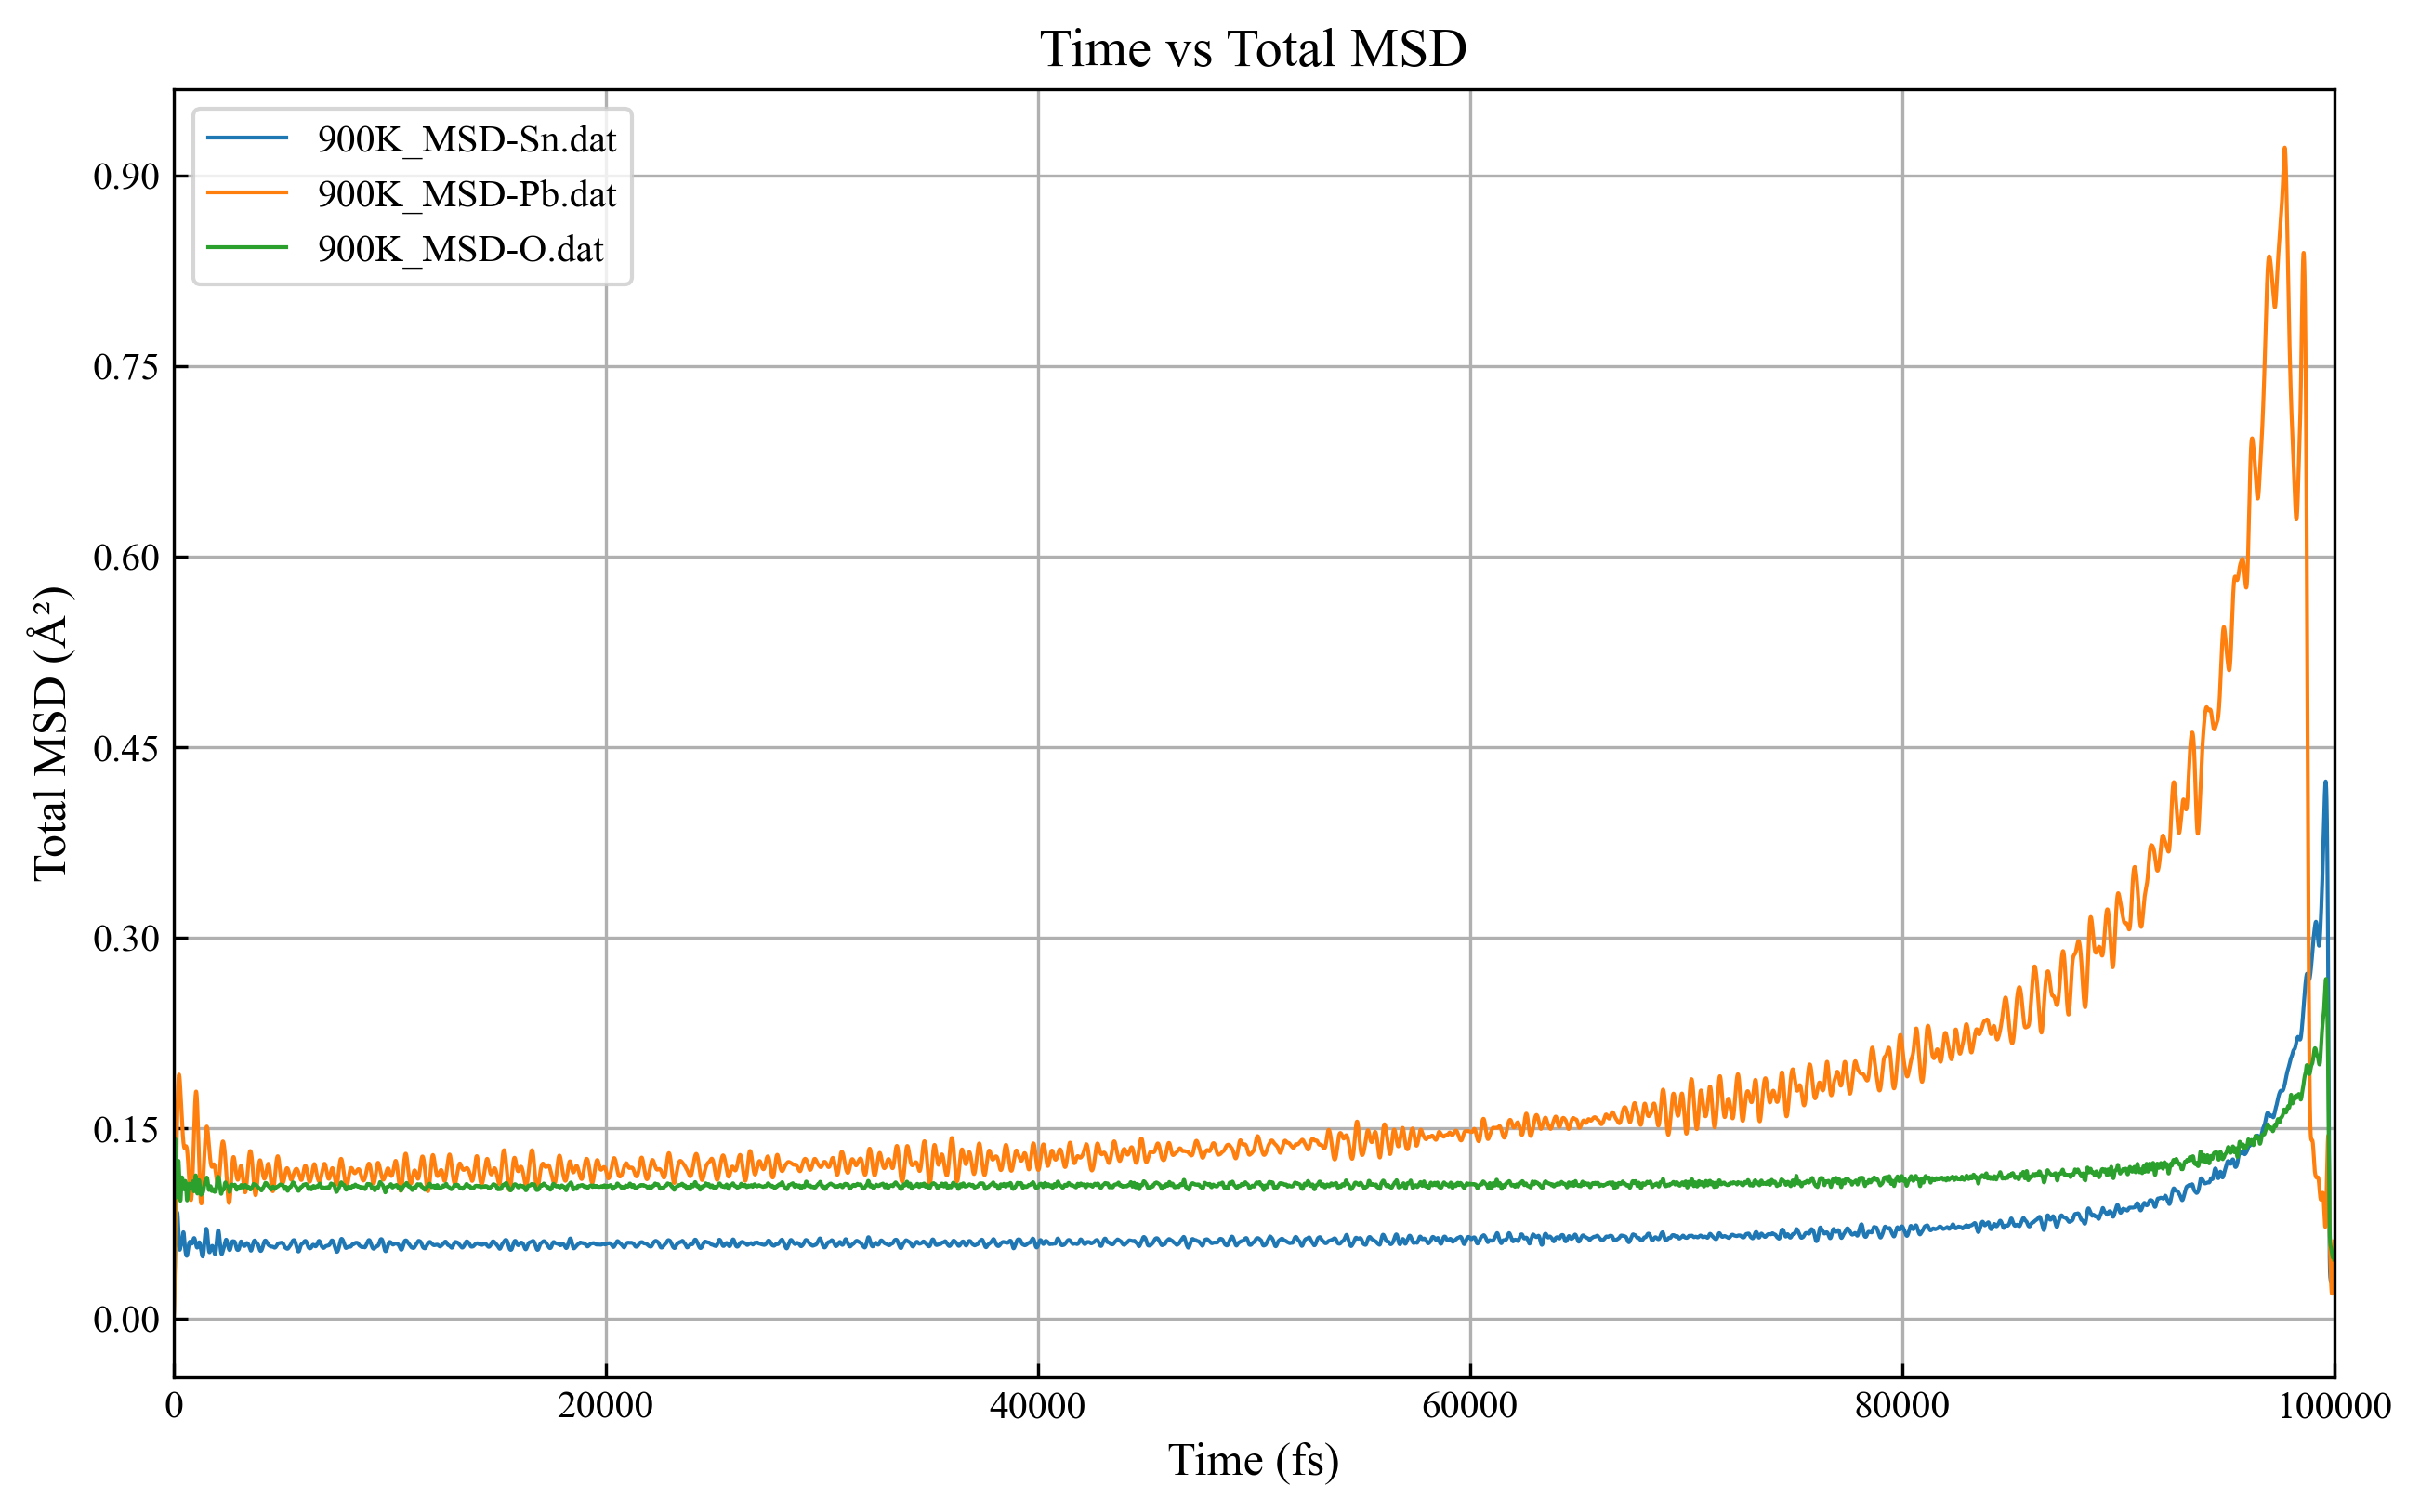 Time vs Total MSD
900K_MSD-Sn.dat
900K_MSD-Pb.dat
900K_MSD-O.dat
0.90
0.75
0.60
0.45
0.30
0.15
0.00
Total MSD (Å²)
0 20000 40000 60000 80000 100000
Time (fs)